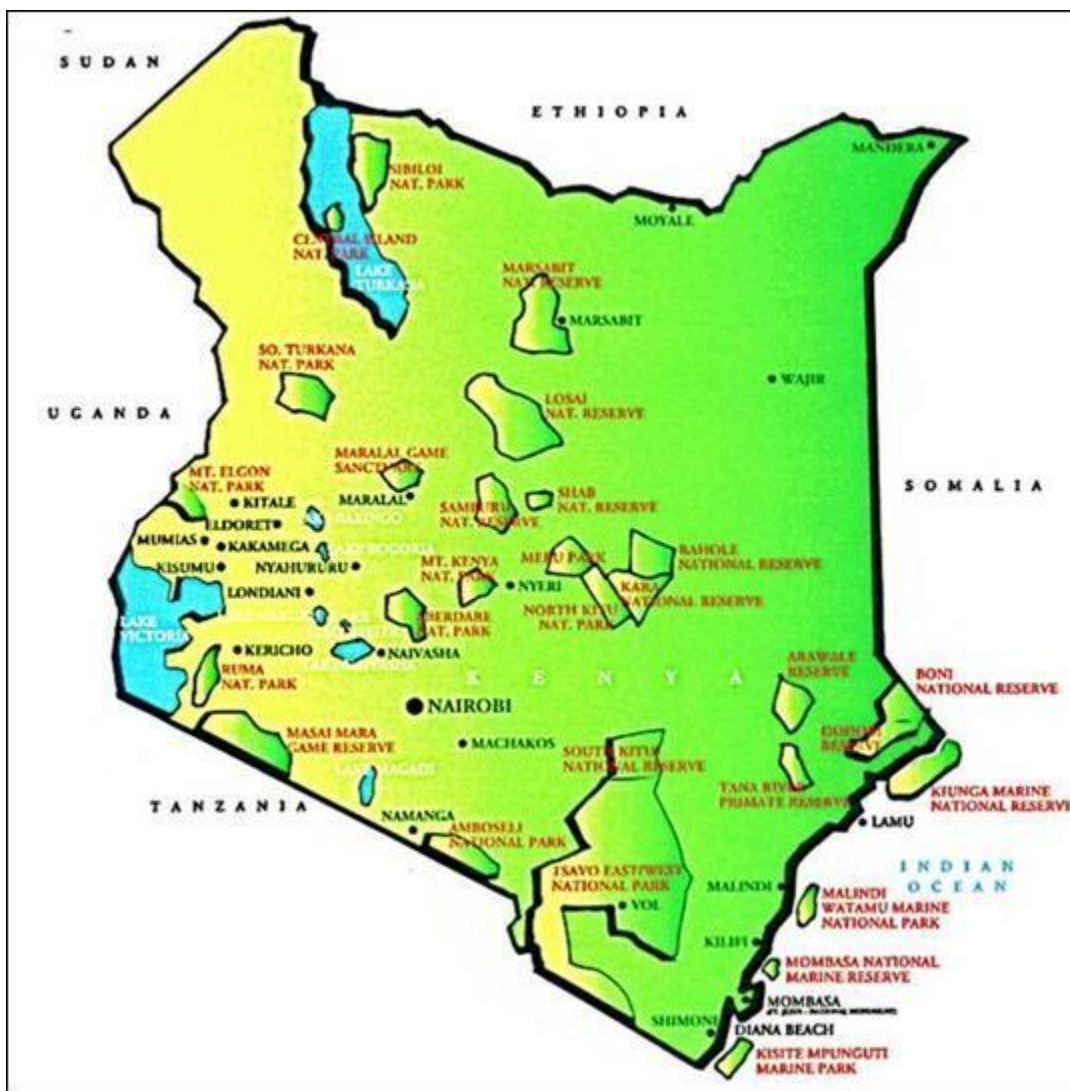 SUDAN
ETHIOPIA
MANDERA
SIBILOI
NAT. PARK
MOYALE
CENTRAL ISLAND
NAT. PARK
LAKE
TURKANA
MARSABIT
NAT. RESERVE
MARSABIT
SO. TURKANA
NAT. PARK
WAJIR
UGANDA
LOSAI
NAT. RESERVE
MARALAL GAME
SANCTUARY
MT. ELGON
NAT. PARK
KITALE
MARALAL
SAMBURU
NAT. RESERVE
SHAB
NAT. RESERVE
SOMALIA
ELDORET
BARINGO
MUMIAS
KAKAMEGA
LAKE BOGORIA
KISUMU
NYAHURURU
MT. KENYA
NAT. PARK
NYERI
MERU PARK
RAHOLE
NATIONAL RESERVE
LONDIANI
NORTH KITU
NAT. PARK
KARA
NATIONAL RESERVE
LAKE
VICTORIA
LAKE
ABERDARE
NAT. PARK
KERICHO
NAIVASHA
RUMA
NAT. PARK
KENYA
ARAWALE
RESERVE
BONI
NATIONAL RESERVE
NAIROBI
MASAI MARA
GAME RESERVE
MACHAKOS
SOUTH KITUI
NATIONAL RESERVE
RESERVE
LAKE MAGADI
TANA RIVER
PRIMATE RESERVE
KIUNGA MARINE
NATIONAL RESERVE
TANZANIA
NAMANGA
AMBOSELI
NATIONAL PARK
LAMU
INDIAN
OCEAN
TSAVO EAST/WEST
NATIONAL PARK
VOI
MALINDI
MALINDI
WATAMU MARINE
NATIONAL PARK
KILIFI
MOMBASA NATIONAL
MARINE RESERVE
MOMBASA
SHIMONI
DIANA BEACH
KISITE MPUNGUTI
MARINE PARK